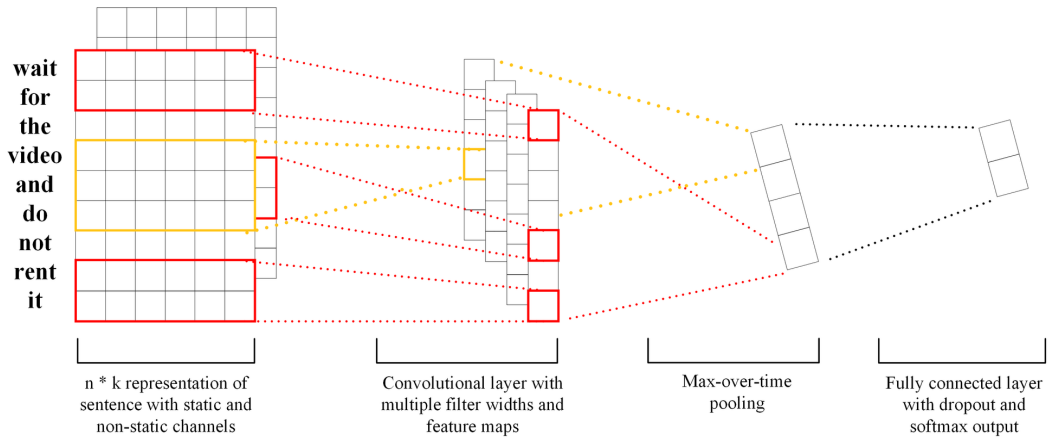 wait
for
the
video
and
do
not
rent
it
n * k representation of
sentence with static and
non-static channels
Convolutional layer with
multiple filter widths and
feature maps
Max-over-time
pooling
Fully connected layer
with dropout and
softmax output